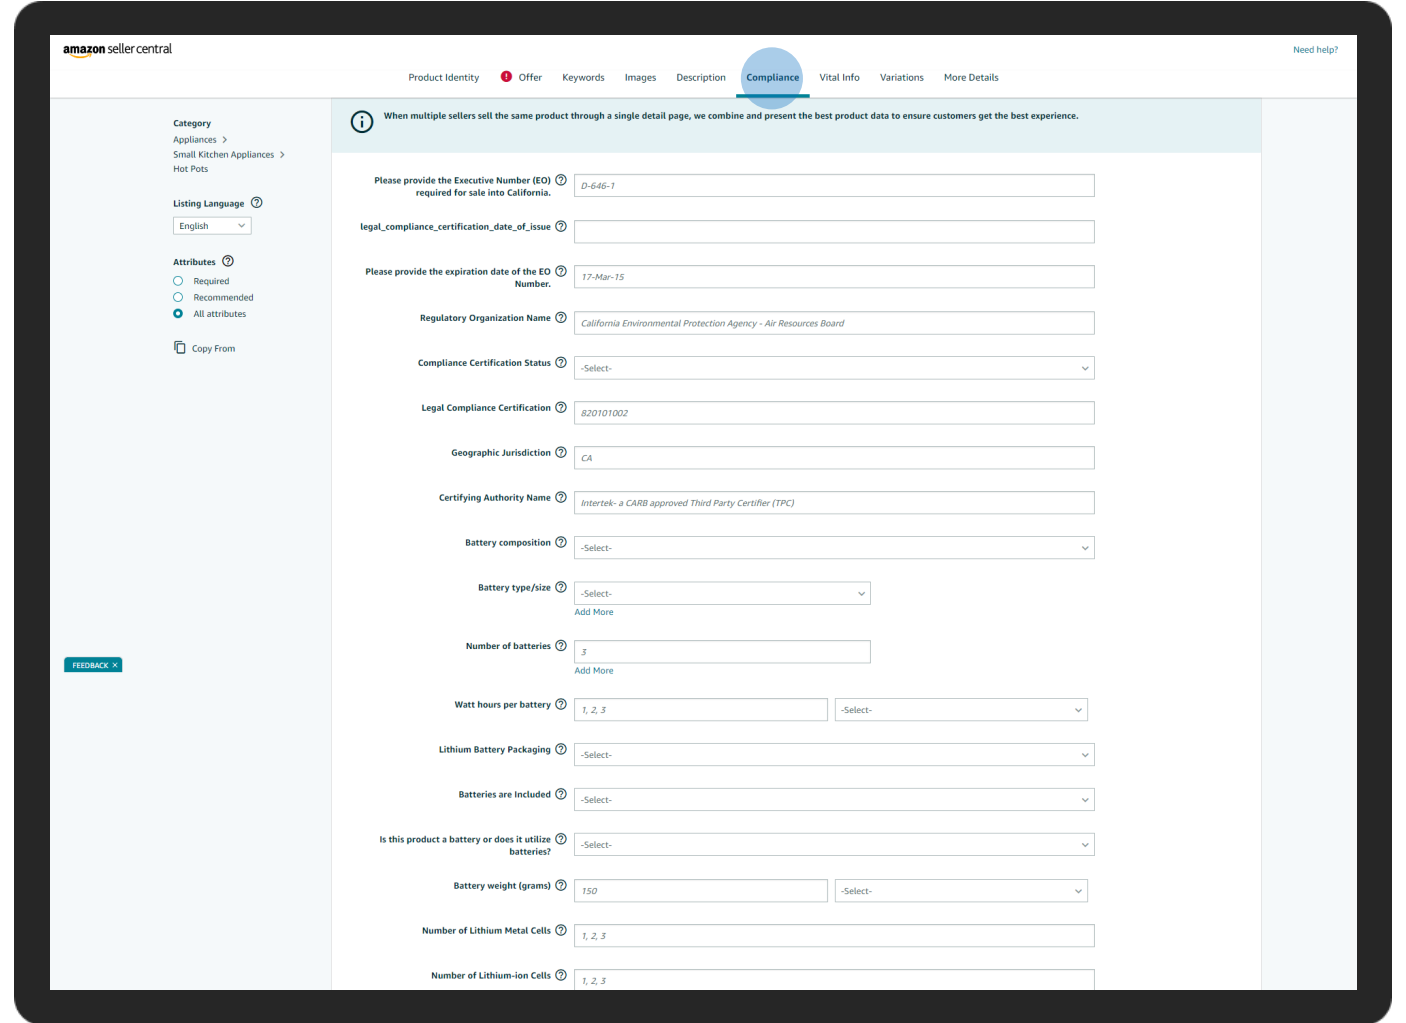 amazon seller central
Need help?
Product Identity
! Offer
Keywords
Images
Description
Compliance
Vital Info
Variations
More Details
Category
Appliances
Small Kitchen Appliances
Hot Pots
Listing Language ?
English
Attributes ?
Required
Recommended
All attributes
Copy From
FEEDBACK ×
i When multiple sellers sell the same product through a single detail page, we combine and present the best product data to ensure customers get the best experience.
Please provide the Executive Number (EO) ?
required for sale into California.
D-646-1
legal_compliance_certification_date_of_issue ?
Please provide the expiration date of the EO ?
Number.
17-Mar-15
Regulatory Organization Name ?
California Environmental Protection Agency - Air Resources Board
Compliance Certification Status ?
-Select-
Legal Compliance Certification ?
820101002
Geographic Jurisdiction ?
CA
Certifying Authority Name ?
Intertek- a CARB approved Third Party Certifier (TPC)
Battery composition ?
-Select-
Battery type/size ?
-Select-
Add More
Number of batteries ?
3
Add More
Watt hours per battery ?
1, 2, 3
-Select-
Lithium Battery Packaging ?
-Select-
Batteries are Included ?
-Select-
Is this product a battery or does it utilize ?
batteries?
-Select-
Battery weight (grams) ?
150
-Select-
Number of Lithium Metal Cells ?
1, 2, 3
Number of Lithium-ion Cells ?
1, 2, 3